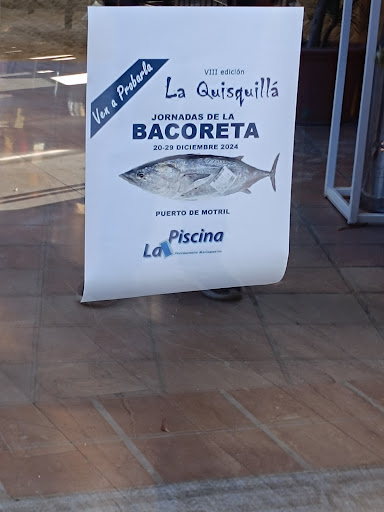 Ven a Probarla
VIII edición
La Quisquillá
JORNADAS DE LA
BACORETA
20-29 DICIEMBRE 2024
PUERTO DE MOTRIL
La Piscina